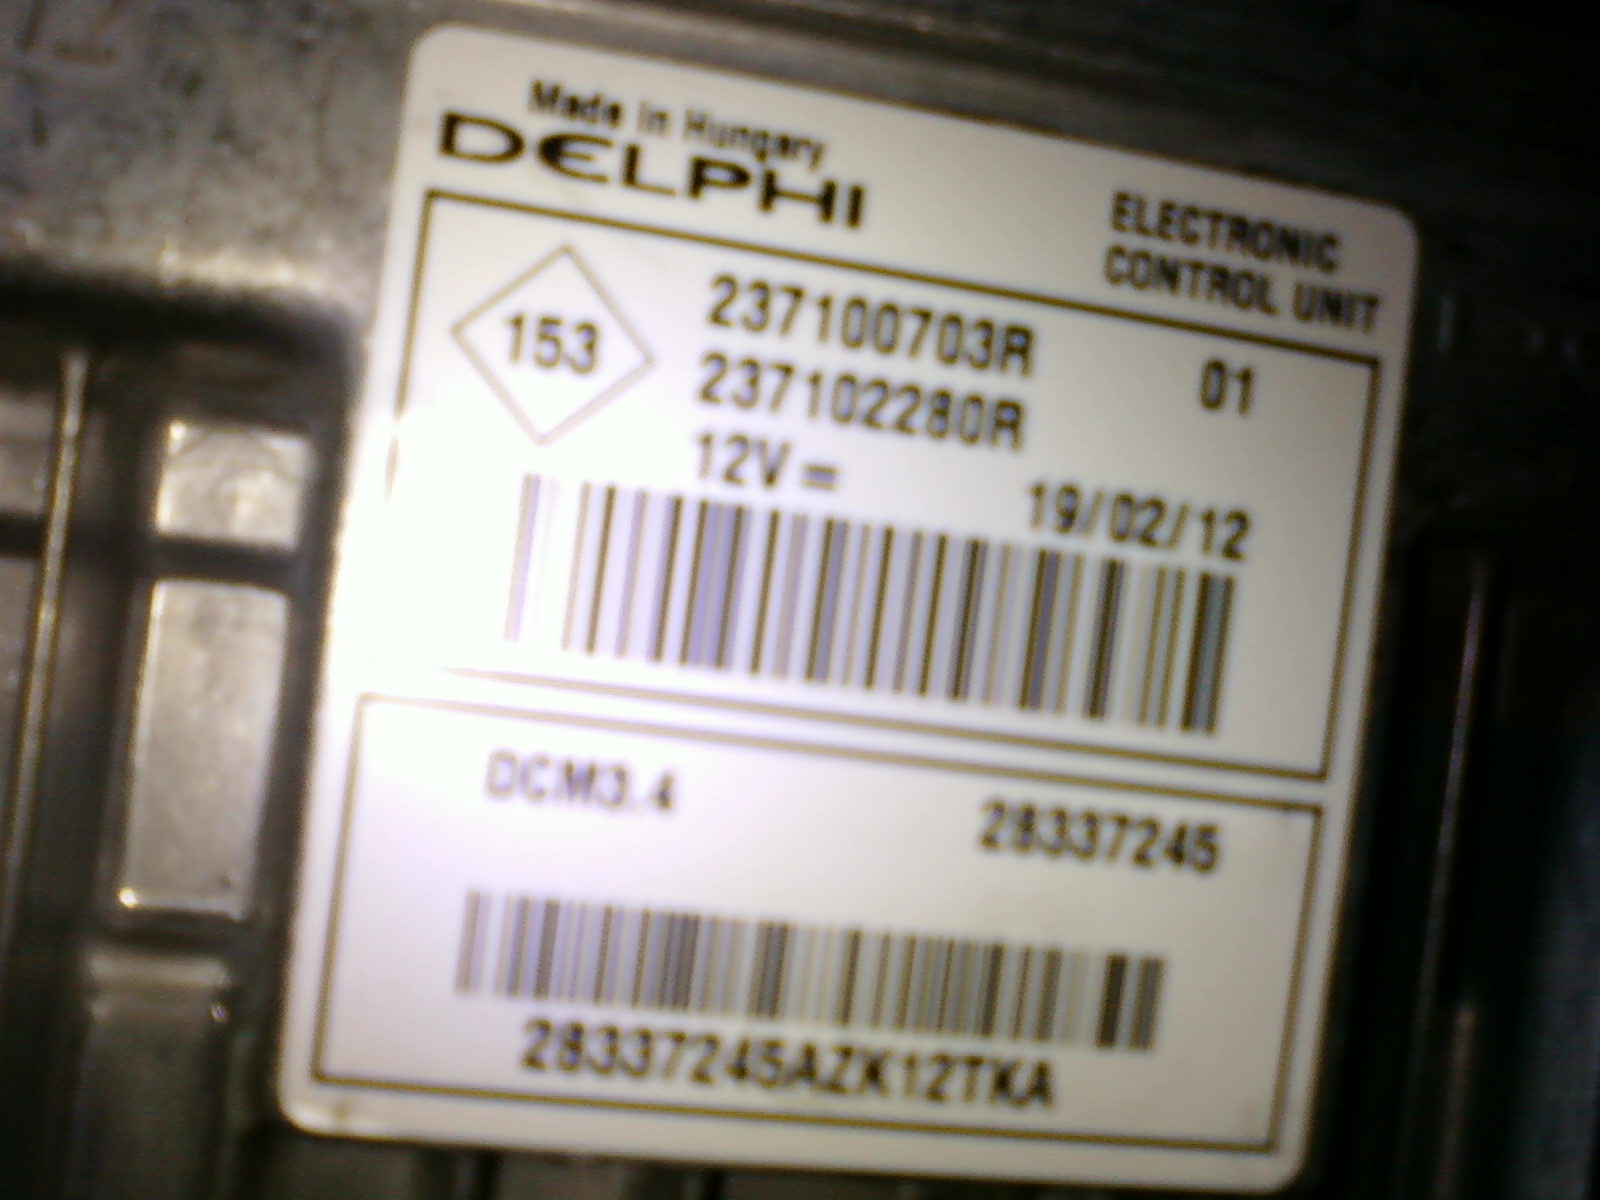 Made in Hungary
DELPHI
ELECTRONIC
CONTROL UNIT
153
237100703R
01
237102280R
12V =
19/02/12
DCM3.4
28337245
28337245AZK12TKA